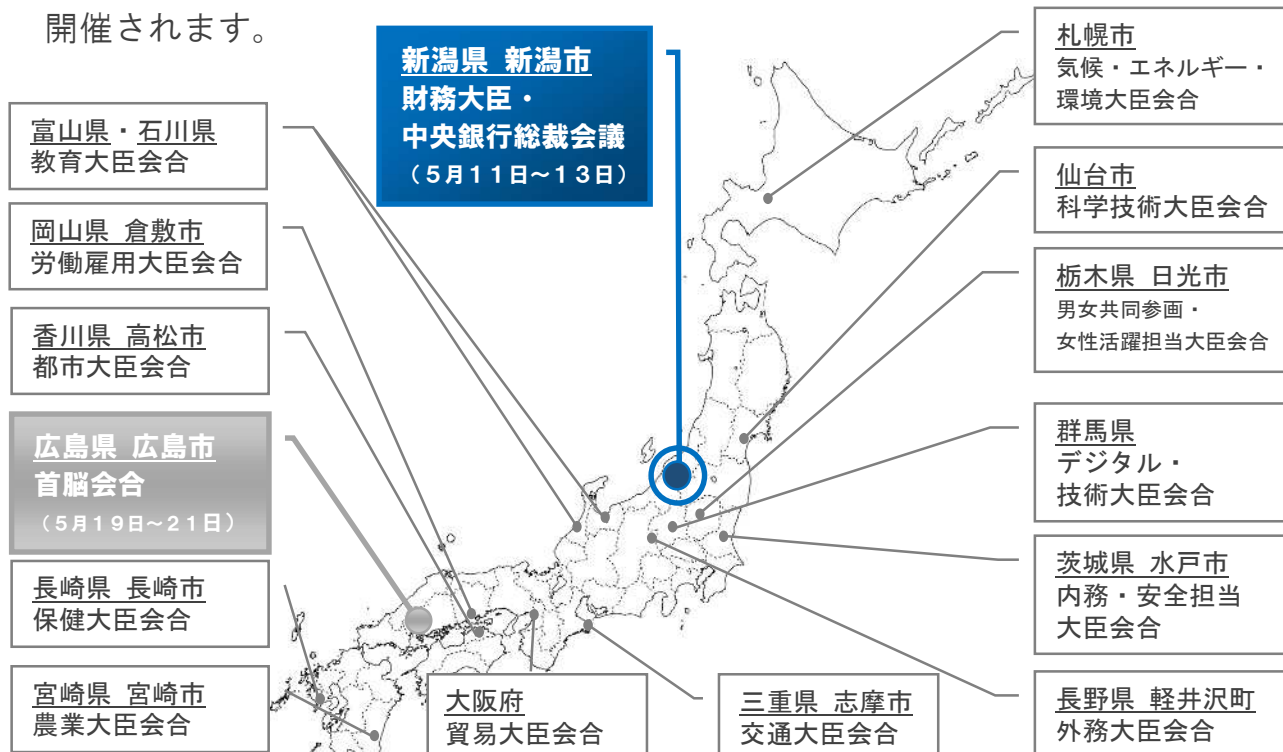 開催されます。
新潟県 新潟市
財務大臣・
中央銀行総裁会議
（５月１１日～１３日）
富山県・石川県
教育大臣会合
岡山県 倉敷市
労働雇用大臣会合
香川県 高松市
都市大臣会合
広島県 広島市
首脳会合
（５月１９日～２１日）
長崎県 長崎市
保健大臣会合
宮崎県 宮崎市
農業大臣会合
大阪府
貿易大臣会合
三重県 志摩市
交通大臣会合
札幌市
気候・エネルギー・
環境大臣会合
仙台市
科学技術大臣会合
栃木県 日光市
男女共同参画・
女性活躍担当大臣会合
群馬県
デジタル・
技術大臣会合
茨城県 水戸市
内務・安全担当
大臣会合
長野県 軽井沢町
外務大臣会合